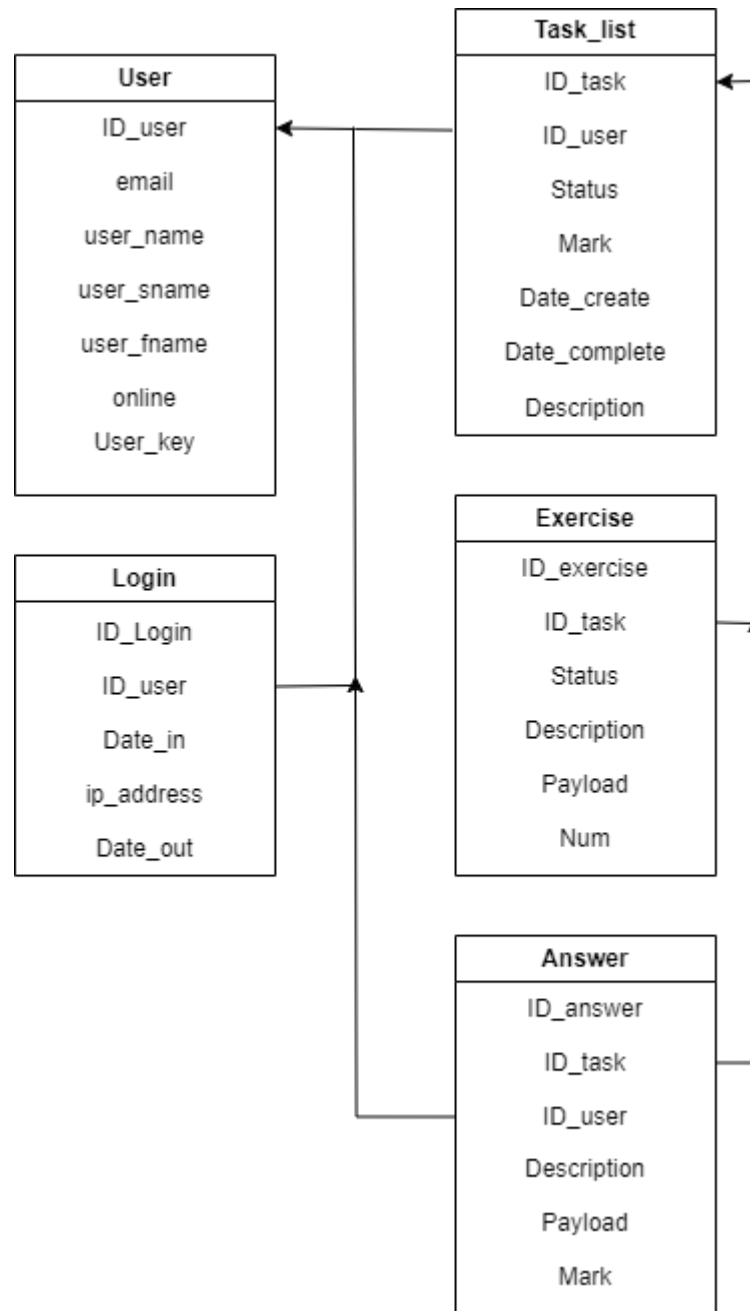 User
ID_user
email
user_name
user_sname
user_fname
online
User_key
Login
ID_Login
ID_user
Date_in
ip_address
Date_out
Task_list
ID_task
ID_user
Status
Mark
Date_create
Date_complete
Description
Exercise
ID_exercise
ID_task
Status
Description
Payload
Num
Answer
ID_answer
ID_task
ID_user
Description
Payload
Mark